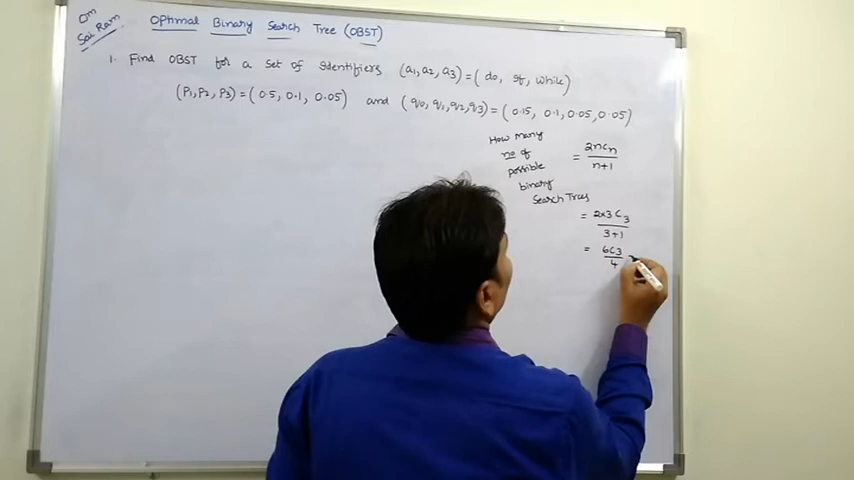 Om
Sai Ram
Optimal Binary Search Tree (OBST)
1. Find OBST for a set of Identifiers (a1, a2, a3) = ( do, if, while)
(P1, P2, P3) = ( 0.5, 0.1, 0.05) and (q0, q1, q2, q3) = ( 0.15, 0.1, 0.05, 0.05)
How many
no of
possible
binary
Search Trees
= 2nCn
n+1
= 2×3C3
3+1
= 6C3
4